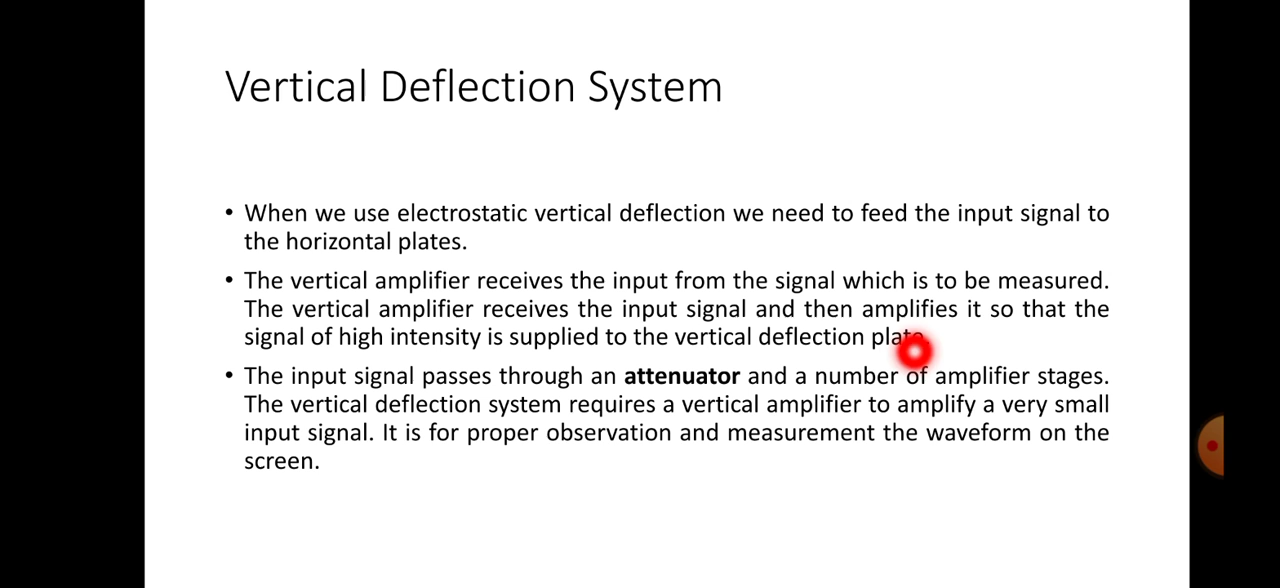 Vertical Deflection System
• When we use electrostatic vertical deflection we need to feed the input signal to
the horizontal plates.
• The vertical amplifier receives the input from the signal which is to be measured.
The vertical amplifier receives the input signal and then amplifies it so that the
signal of high intensity is supplied to the vertical deflection plate.
• The input signal passes through an attenuator and a number of amplifier stages.
The vertical deflection system requires a vertical amplifier to amplify a very small
input signal. It is for proper observation and measurement the waveform on the
screen.